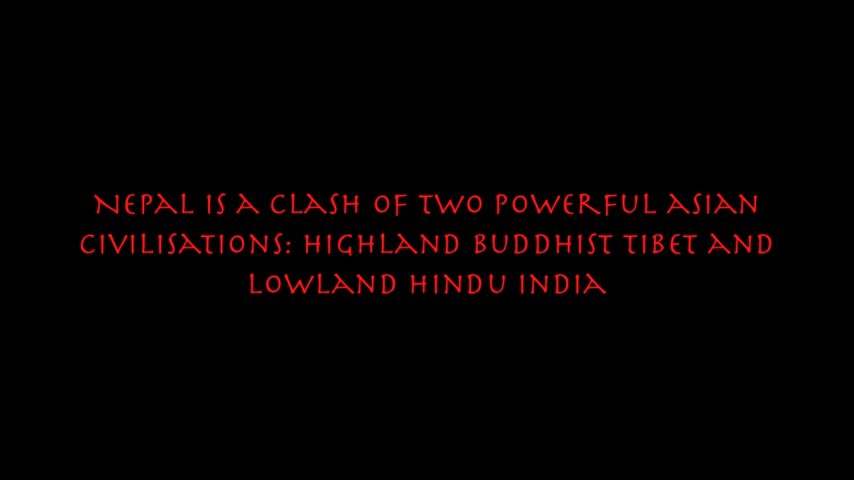 Nepal is a clash of two powerful asian
civilisations: Highland Buddhist Tibet and
Lowland Hindu India